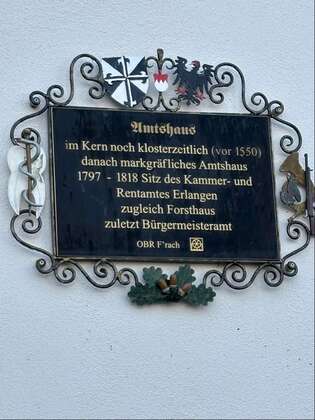 Amtshaus
im Kern noch klosterzeitlich (vor 1550)
danach markgräfliches Amtshaus
1797 - 1818 Sitz des Kammer- und
Rentamtes Erlangen
zugleich Forsthaus
zuletzt Bürgermeisteramt
OBR F'rach